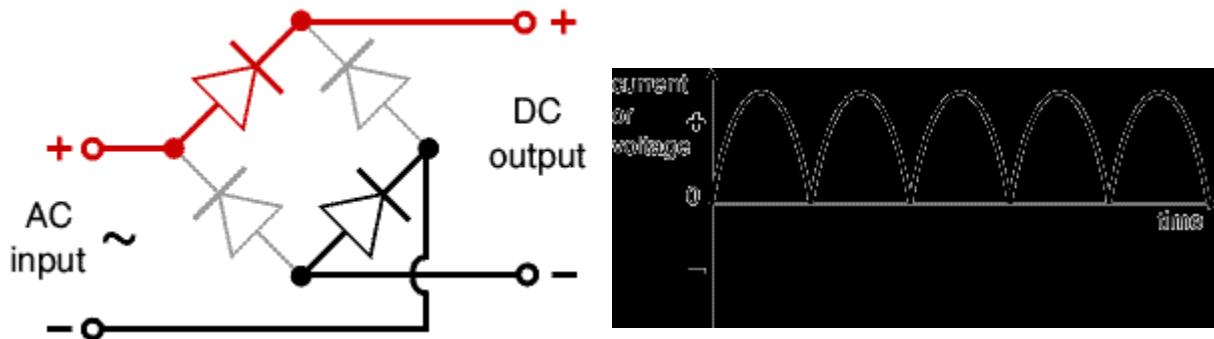 +
+
DC
output
+
AC
input ~
−
−
current
or
voltage
+
0
time
−